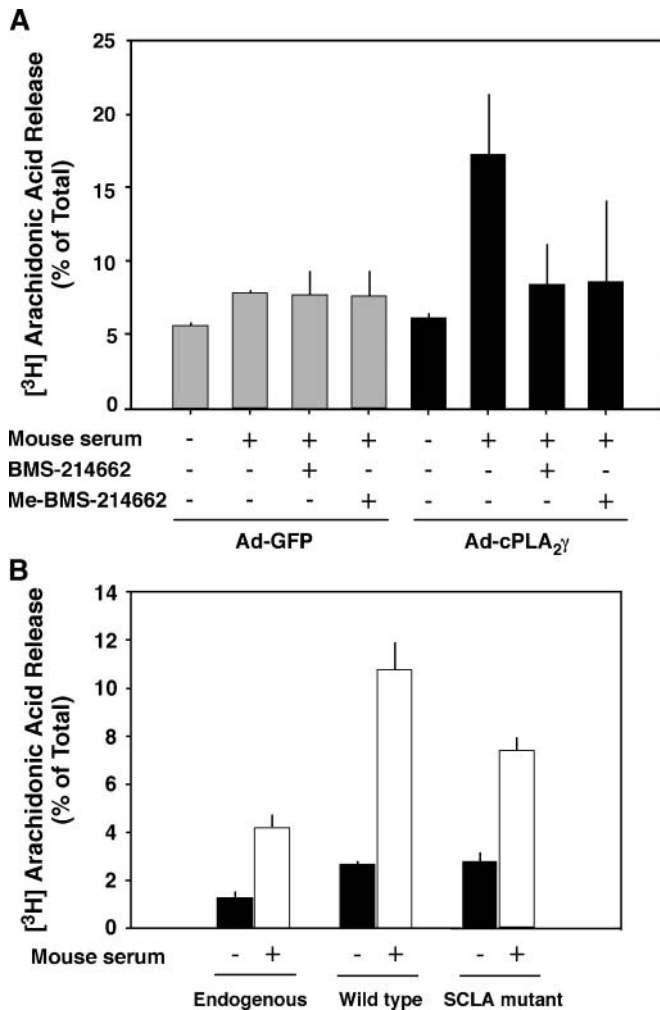 A
[³H] Arachidonic Acid Release
(% of Total)
25
20
15
10
5
0
Mouse serum - + + + - + + +
BMS-214662 - - + - - - + -
Me-BMS-214662 - - - + - - - +
Ad-GFP Ad-cPLA₂γ
B
[³H] Arachidonic Acid Release
(% of Total)
14
12
10
8
6
4
2
0
Mouse serum - + - + - +
Endogenous Wild type SCLA mutant